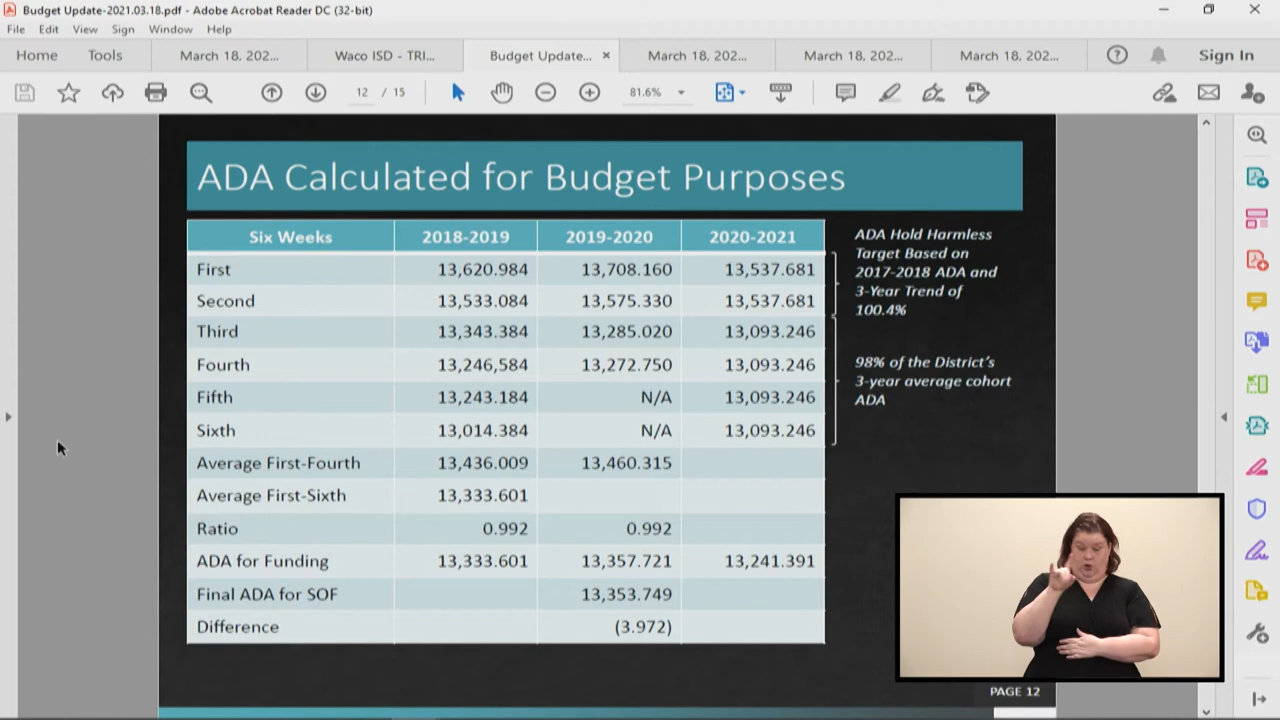 Budget Update-2021.03.18.pdf - Adobe Acrobat Reader DC (32-bit)
File Edit View Sign Window Help
Home Tools March 18, 202... Waco ISD - TRI... Budget Update... × March 18, 202... March 18, 202... March 18, 202... Sign In
12 / 15 81.6%
ADA Calculated for Budget Purposes
Six Weeks 2018-2019 2019-2020 2020-2021
First 13,620.984 13,708.160 13,537.681
Second 13,533.084 13,575.330 13,537.681
Third 13,343.384 13,285.020 13,093.246
Fourth 13,246,584 13,272.750 13,093.246
Fifth 13,243.184 N/A 13,093.246
Sixth 13,014.384 N/A 13,093.246
Average First-Fourth 13,436.009 13,460.315
Average First-Sixth 13,333.601
Ratio 0.992 0.992
ADA for Funding 13,333.601 13,357.721 13,241.391
Final ADA for SOF 13,353.749
Difference (3.972)
ADA Hold Harmless
Target Based on
2017-2018 ADA and
3-Year Trend of
100.4%
98% of the District's
3-year average cohort
ADA
PAGE 12